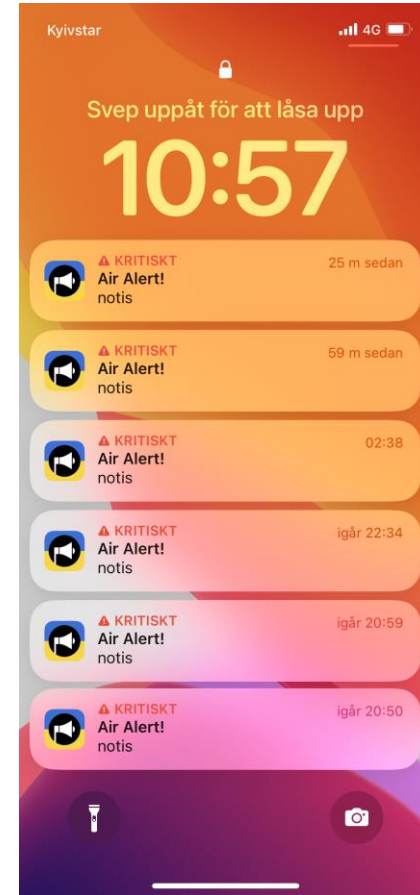 Kyivstar
4G
Svep uppåt för att låsa upp
10:57
KRITISKT
25 m sedan
Air Alert!
notis
KRITISKT
59 m sedan
Air Alert!
notis
KRITISKT
02:38
Air Alert!
notis
KRITISKT
igår 22:34
Air Alert!
notis
KRITISKT
igår 20:59
Air Alert!
notis
KRITISKT
igår 20:50
Air Alert!
notis